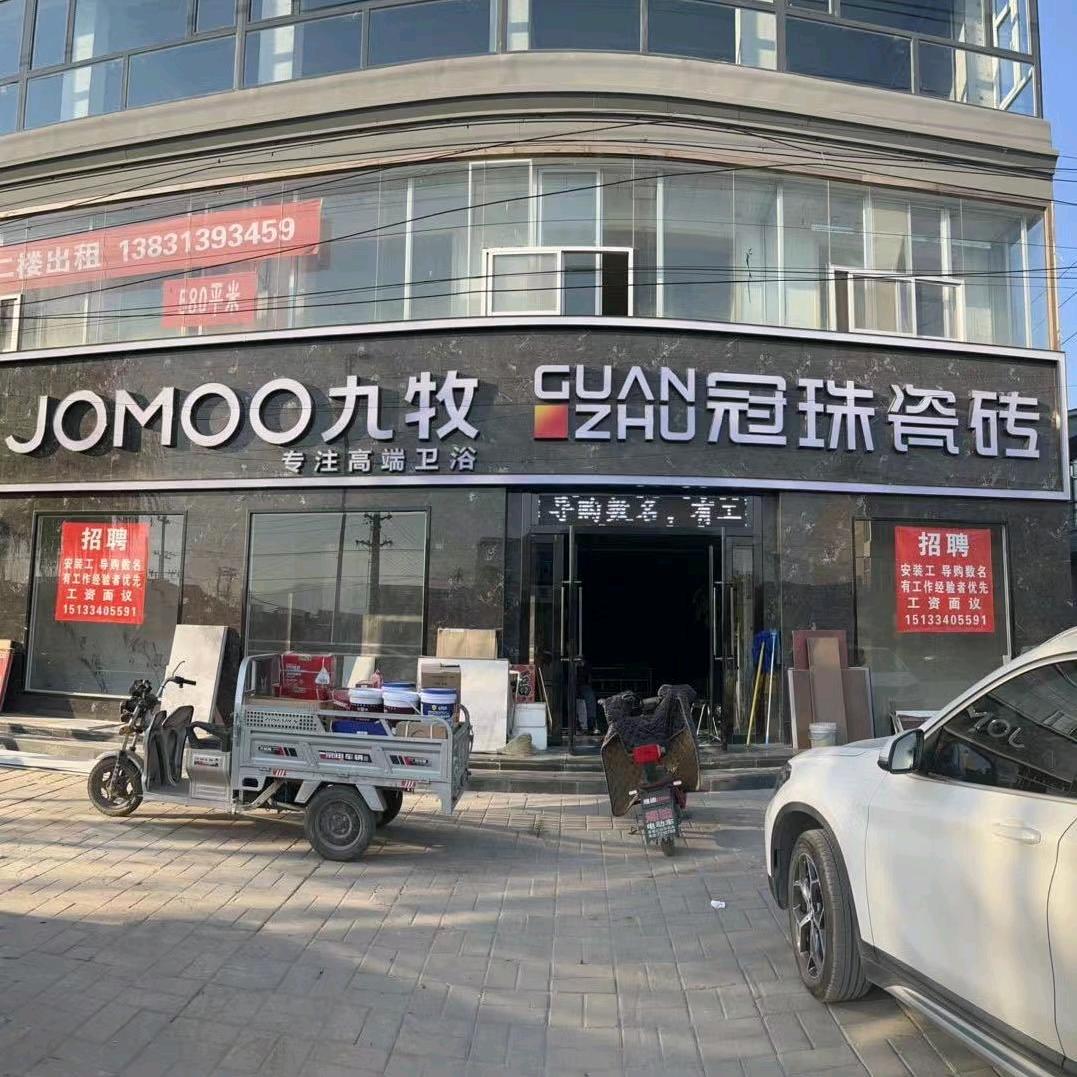 二楼出租 13831393459
580平米
JOMOO九牧
专注高端卫浴
GUAN
ZHU
冠珠瓷砖
导购数名，有工
招聘
安装工 导购数名
有工作经验者优先
工资面议
15133405591
招聘
安装工 导购数名
有工作经验者优先
工资面议
15133405591
电动车
JOM